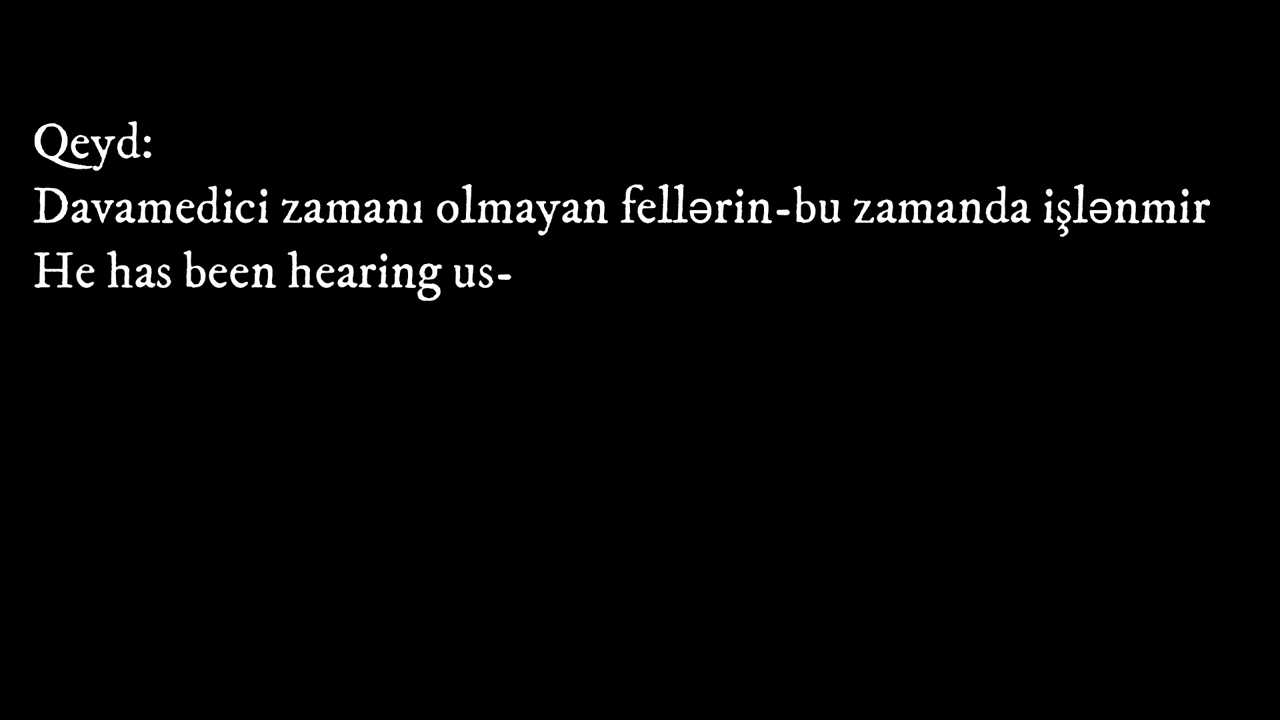 Qeyd:
Davamedici zamanı olmayan fellərin-bu zamanda işlənmir
He has been hearing us-